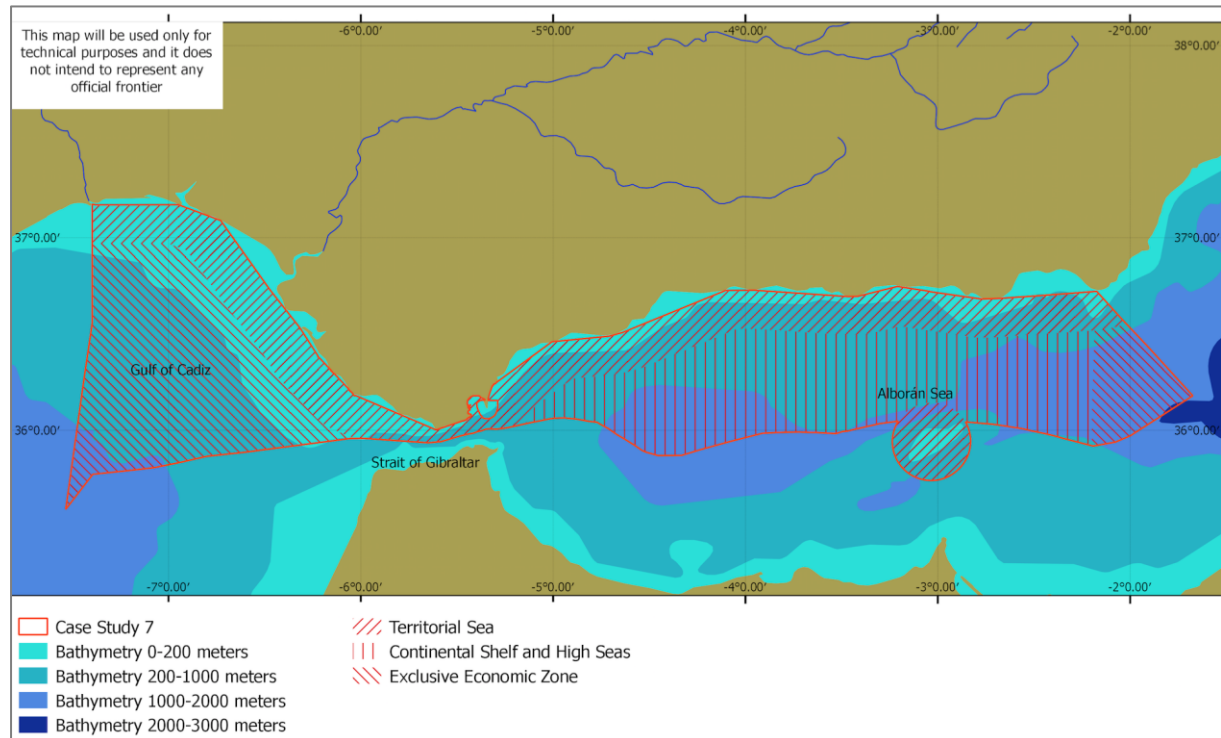 This map will be used only for
technical purposes and it does
not intend to represent any
official frontier
-6°0.00′
-5°0.00′
-4°0.00′
-3°0.00′
-2°0.00′
38°0.00′
37°0.00′
37°0.00′
Gulf of Cadiz
Alborán Sea
36°0.00′
36°0.00′
Strait of Gibraltar
-7°0.00′
-6°0.00′
-5°0.00′
-4°0.00′
-3°0.00′
-2°0.00′
Case Study 7
Bathymetry 0-200 meters
Bathymetry 200-1000 meters
Bathymetry 1000-2000 meters
Bathymetry 2000-3000 meters
Territorial Sea
Continental Shelf and High Seas
Exclusive Economic Zone